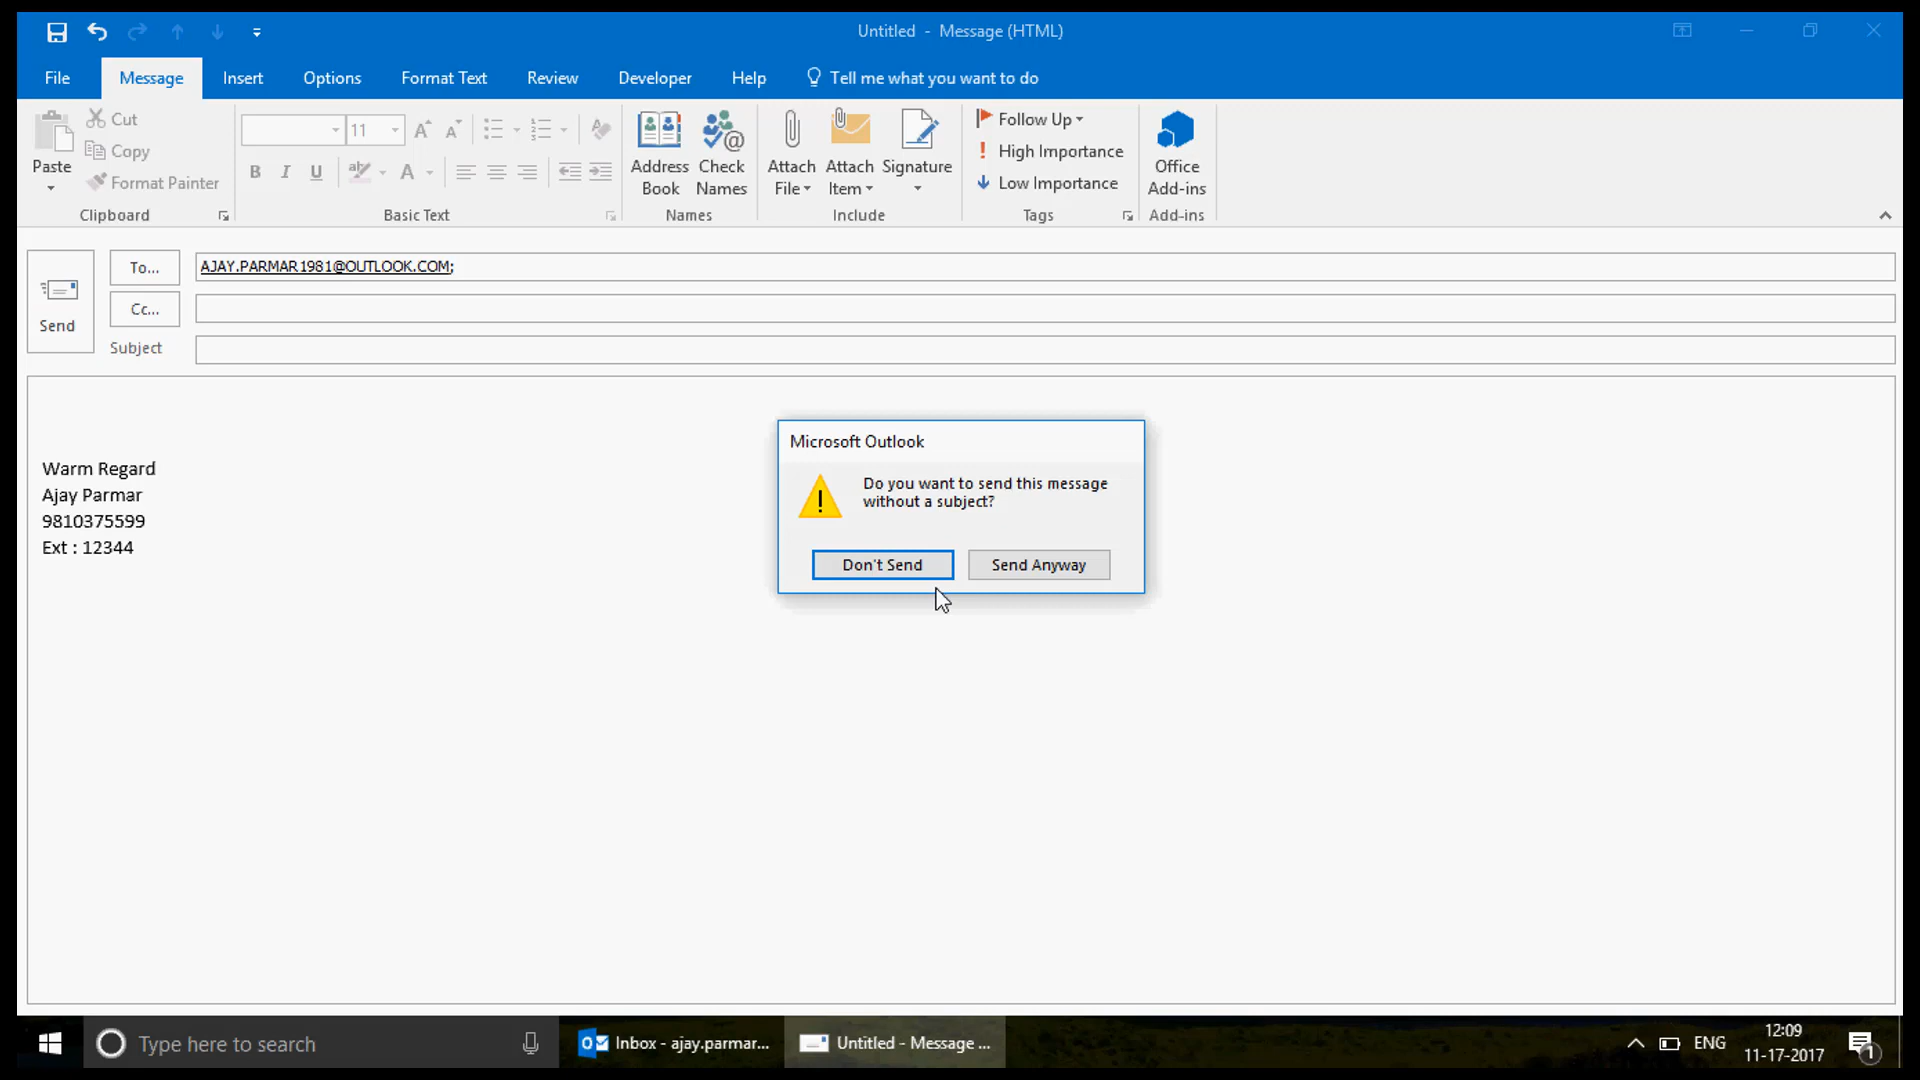 Untitled - Message (HTML)
File Message Insert Options Format Text Review Developer Help Tell me what you want to do
Paste
Cut
Copy
Format Painter
Clipboard
11
B I U
A
Basic Text
Address Book
Check Names
Names
Attach File
Attach Item
Signature
Include
Follow Up
High Importance
Low Importance
Tags
Office Add-ins
Add-ins
Send
To...
AJAY.PARMAR1981@OUTLOOK.COM;
Cc...
Subject
Warm Regard
Ajay Parmar
9810375599
Ext : 12344
Microsoft Outlook
Do you want to send this message
without a subject?
Don't Send
Send Anyway
Type here to search
Inbox - ajay.parmar...
Untitled - Message ...
ENG
12:09
11-17-2017
1